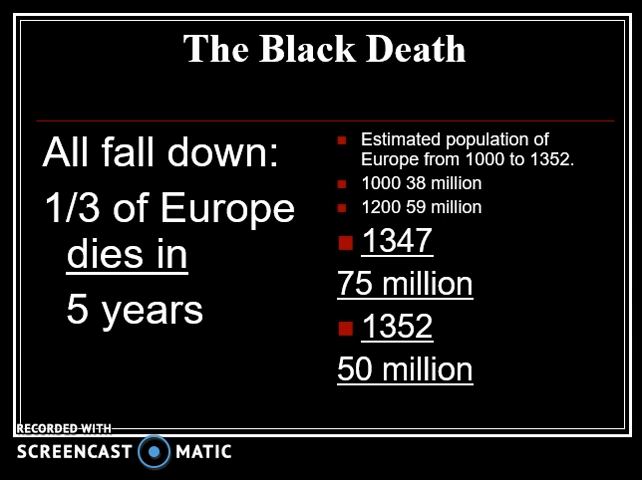 The Black Death
All fall down:
1/3 of Europe
dies in
5 years
Estimated population of
Europe from 1000 to 1352.
1000 38 million
1200 59 million
1347
75 million
1352
50 million
RECORDED WITH
SCREENCAST MATIC